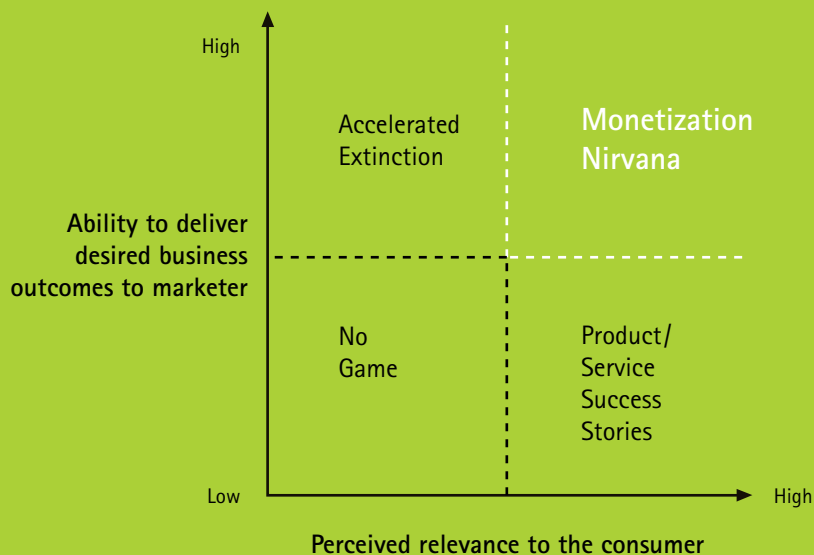 High
Accelerated
Extinction
Monetization
Nirvana
Ability to deliver
desired business
outcomes to marketer
No
Game
Product/
Service
Success
Stories
Low
High
Perceived relevance to the consumer